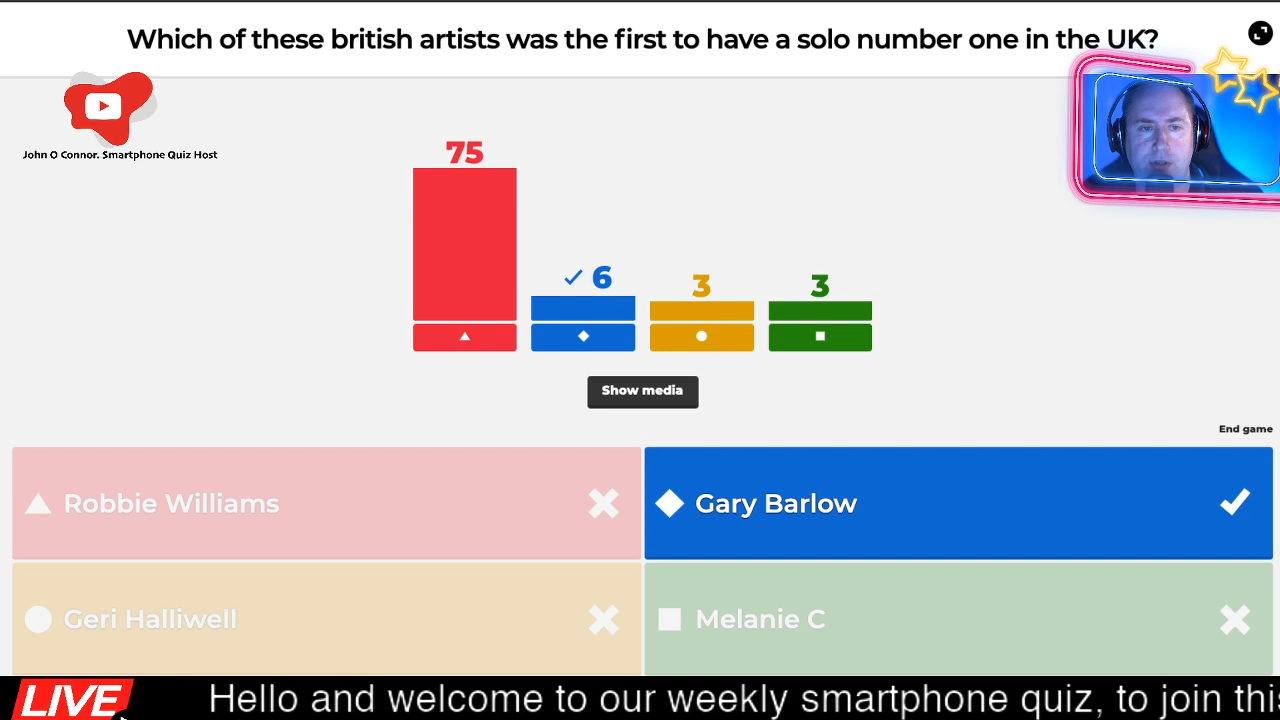 Which of these british artists was the first to have a solo number one in the UK?
John O Connor. Smartphone Quiz Host
75
6
3
3
Show media
End game
Robbie Williams
Gary Barlow
Geri Halliwell
Melanie C
LIVE
Hello and welcome to our weekly smartphone quiz, to join this